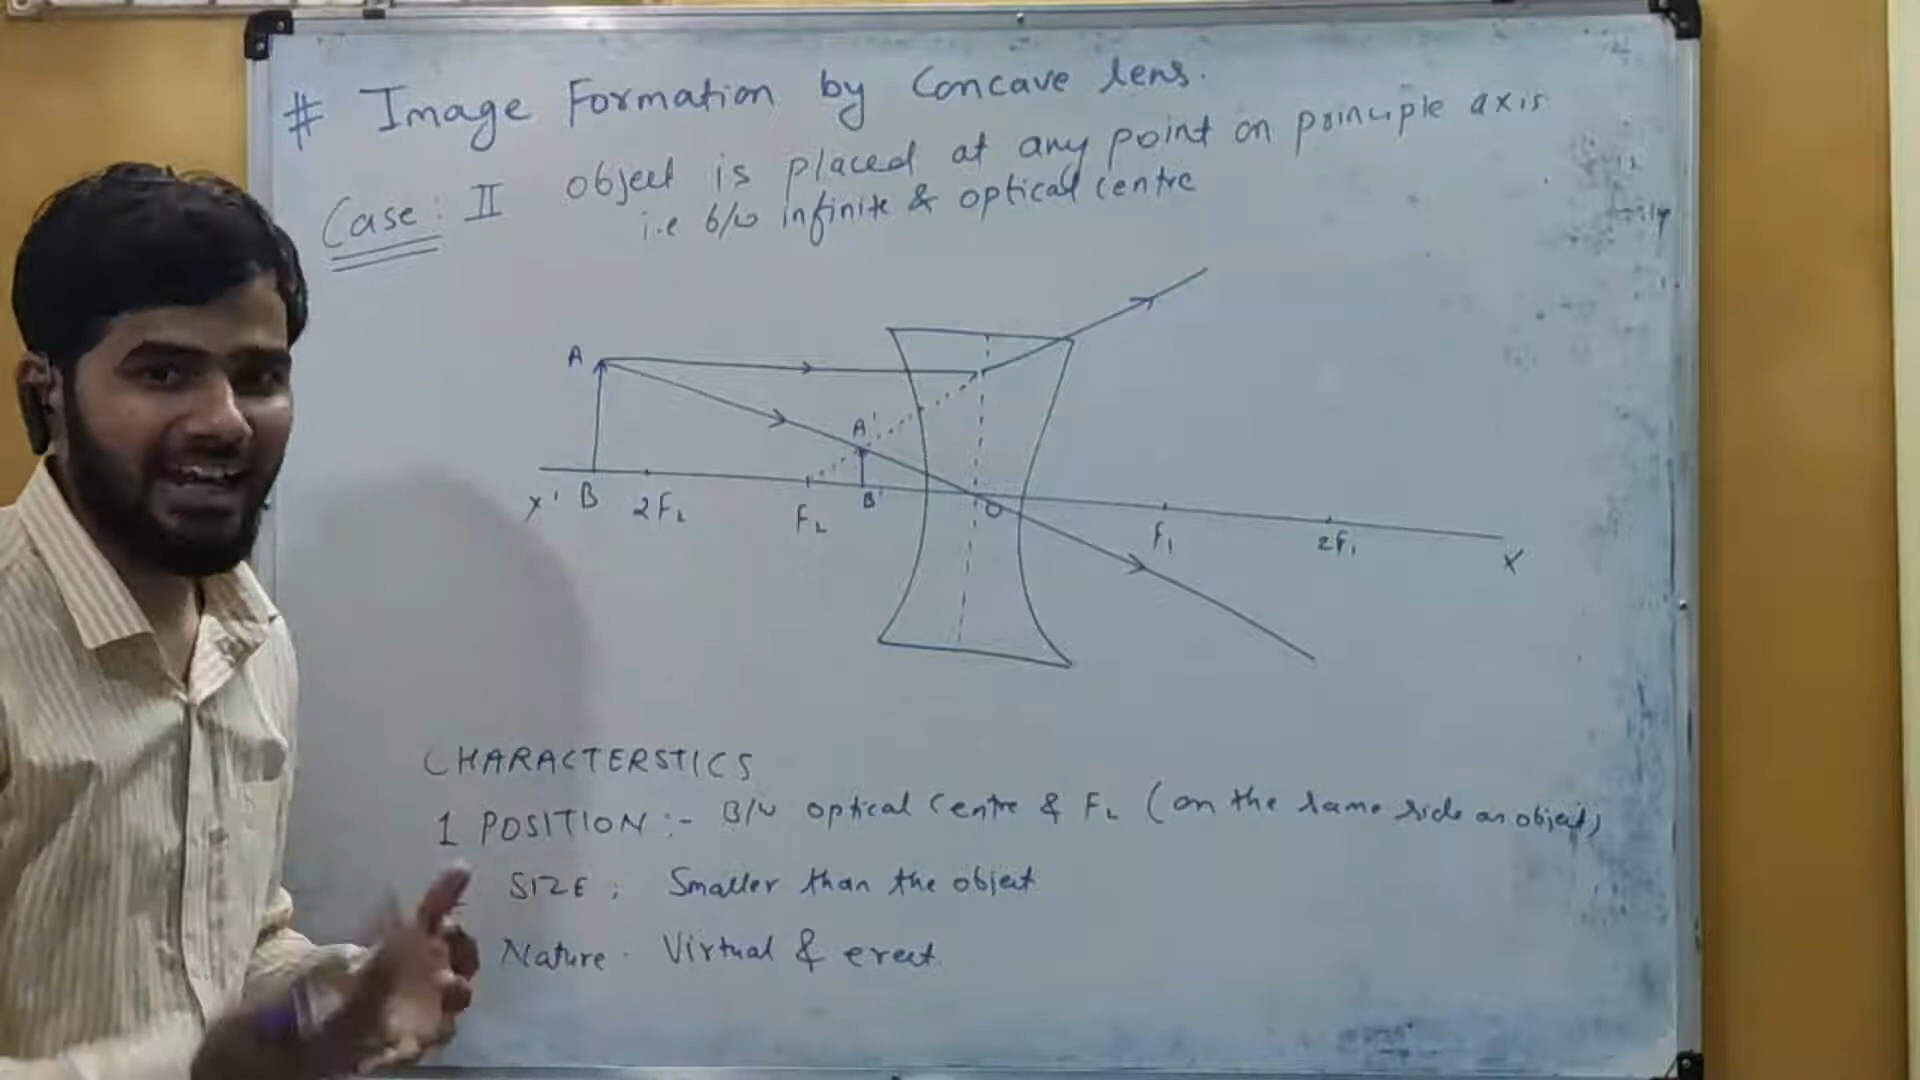 # Image Formation by Concave lens.
Case: II object is placed at any point on principle axis
i.e b/w infinite & optical centre
A
A'
X' B 2F₂ F₂ B' O F₁ 2F₁ X
CHARACTERSTICS
1 POSITION :- B/w optical Centre & F₂ (on the same side as object)
SIZE ; Smaller than the object
Nature . Virtual & erect.